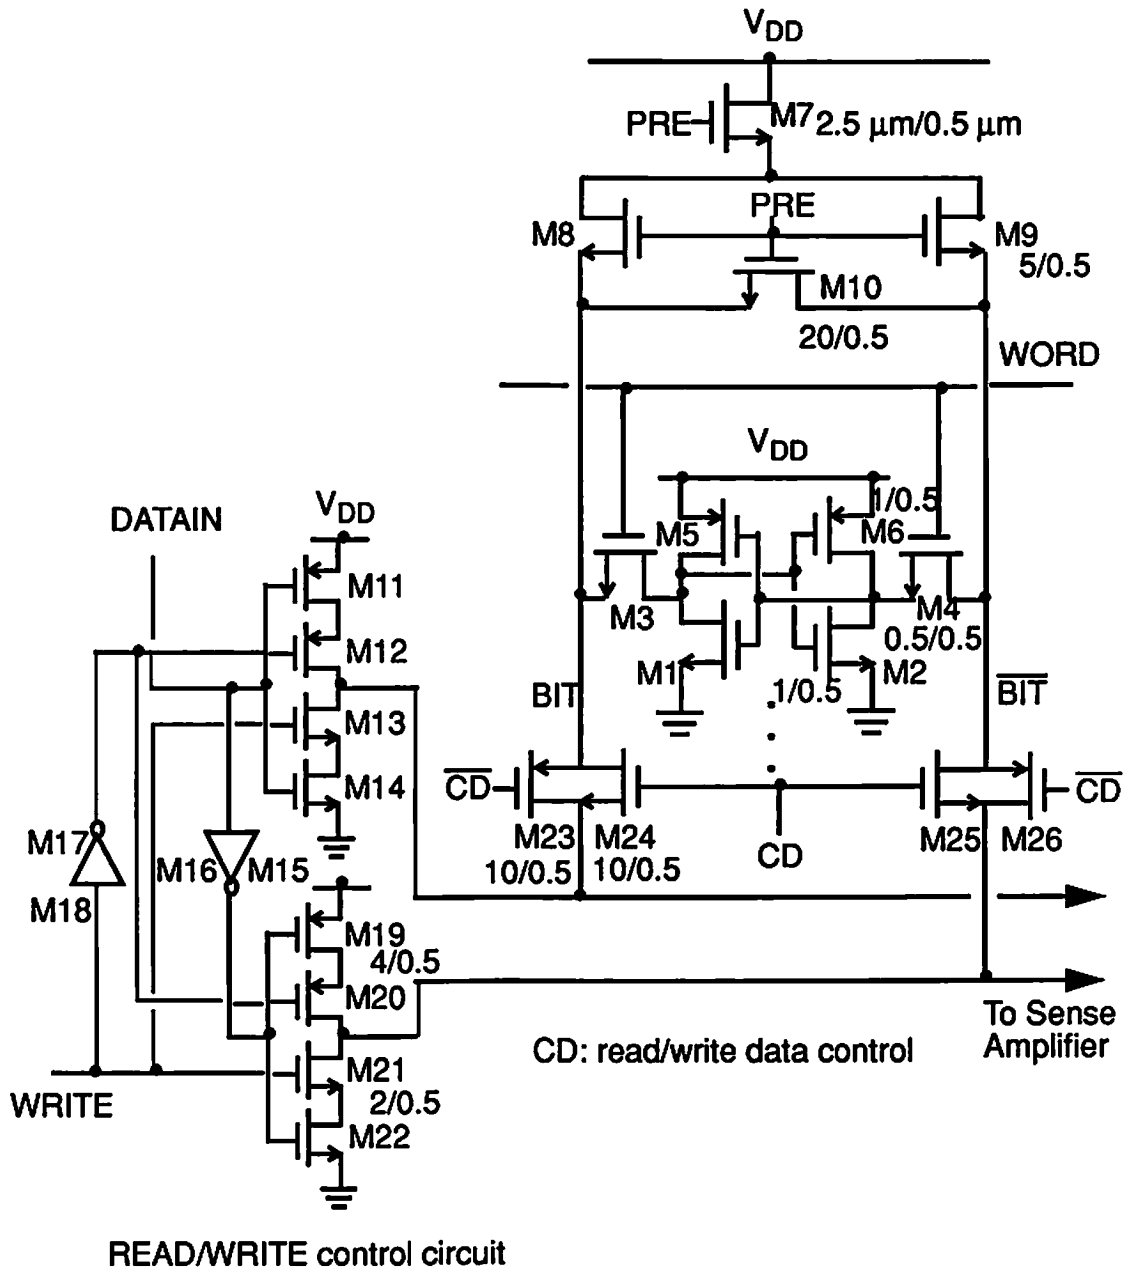 VDD
PRE
M7 2.5 µm/0.5 µm
PRE
M8
M9
5/0.5
M10
20/0.5
WORD
VDD
1/0.5
M5
M6
M3
M4
0.5/0.5
M1
M2
1/0.5
BIT
B̅I̅T̅
DATAIN
VDD
M11
M12
M13
M14
M17
M18
M16
M15
C̅D̅
C̅D̅
M23
M24
10/0.5
10/0.5
CD
M25
M26
M19
4/0.5
M20
M21
2/0.5
M22
WRITE
To Sense
Amplifier
CD: read/write data control
READ/WRITE control circuit